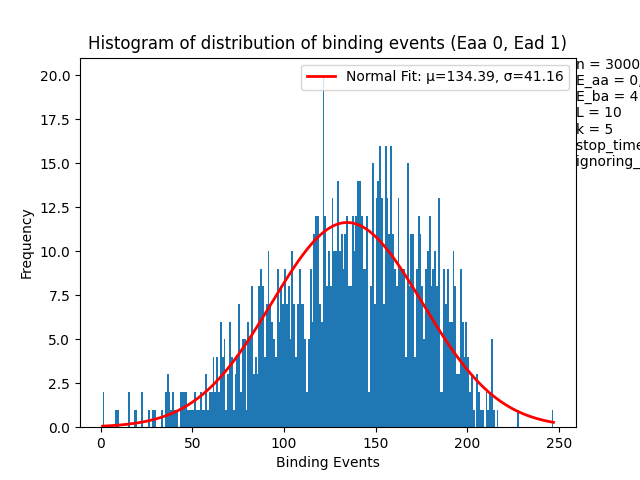 Histogram of distribution of binding events (Eaa 0, Ead 1)
Normal Fit: μ=134.39, σ=41.16
n = 3000
E_aa = 0,
E_ba = 4
L = 10
k = 5
stop_time
ignoring_
20.0
17.5
15.0
12.5
10.0
7.5
5.0
2.5
0.0
Frequency
0 50 100 150 200 250
Binding Events